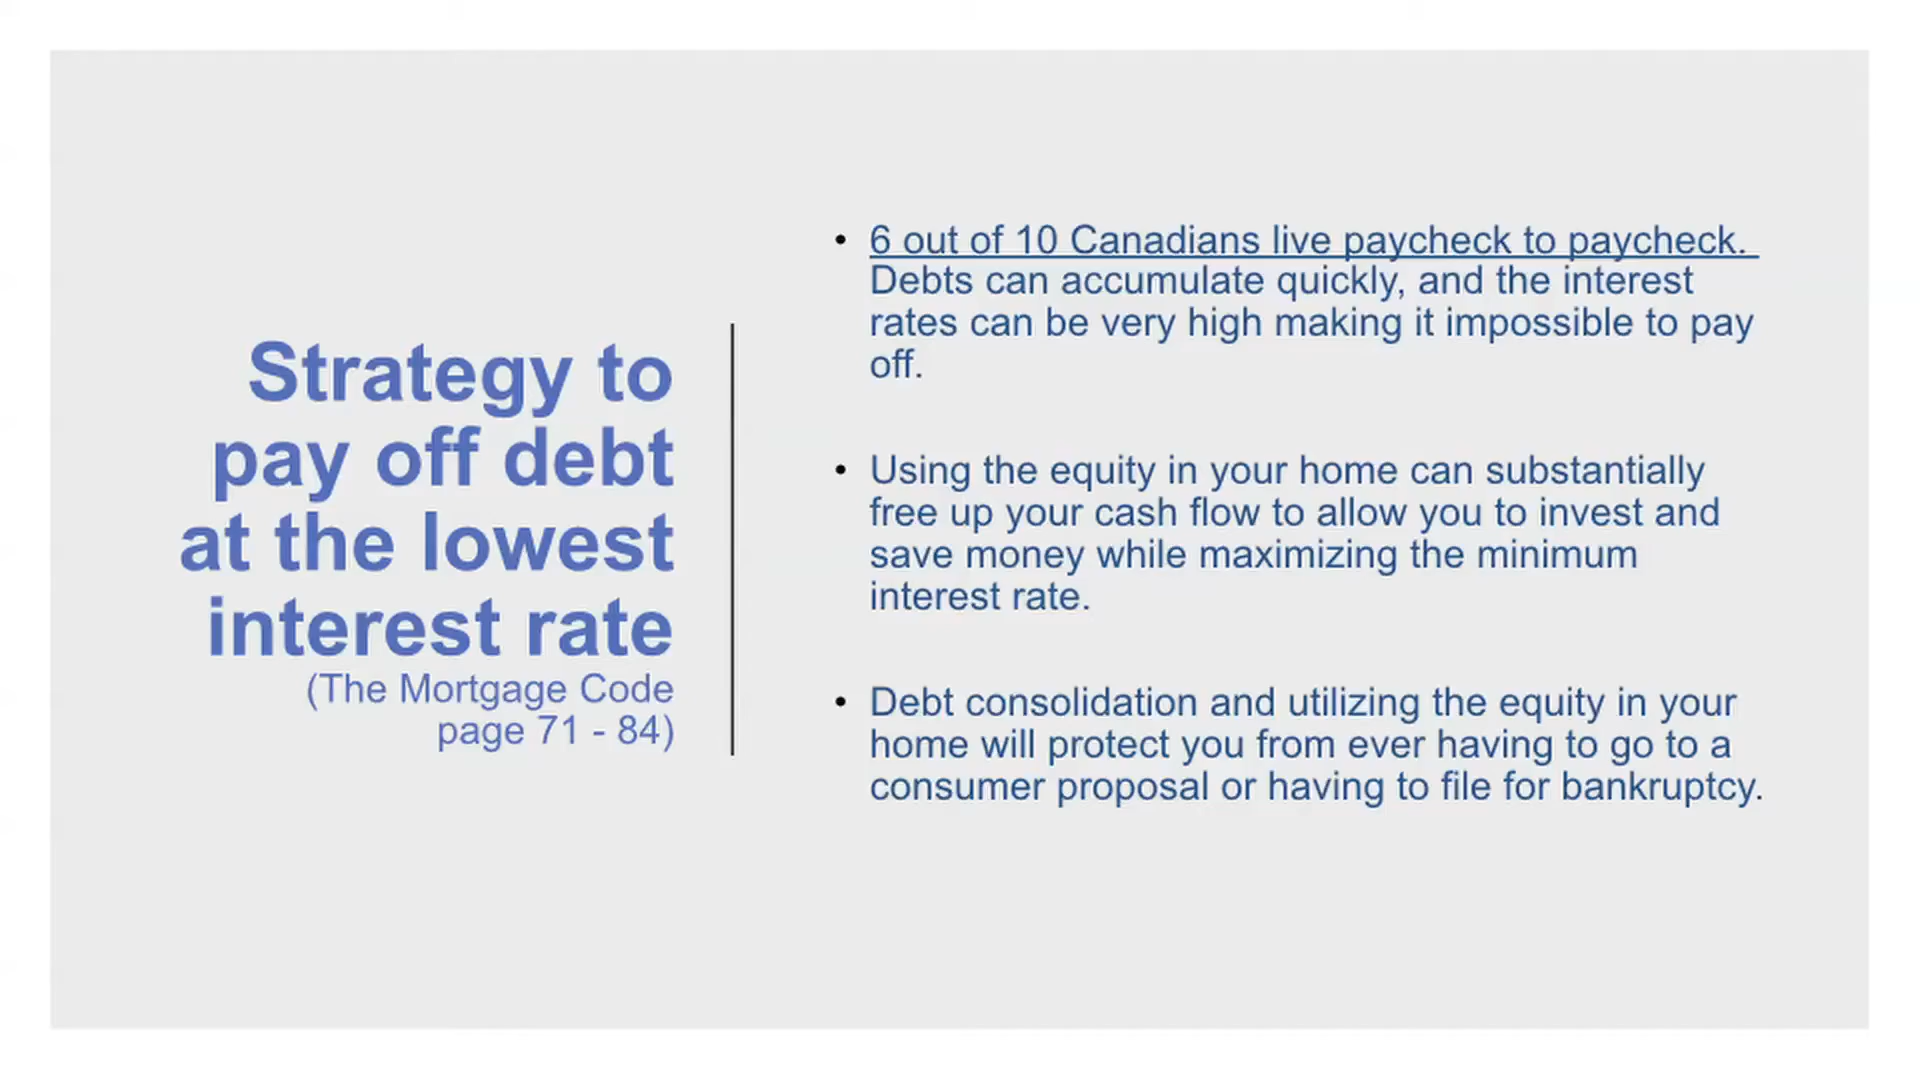 Strategy to
pay off debt
at the lowest
interest rate
(The Mortgage Code
page 71 - 84)
• 6 out of 10 Canadians live paycheck to paycheck.
Debts can accumulate quickly, and the interest
rates can be very high making it impossible to pay
off.
• Using the equity in your home can substantially
free up your cash flow to allow you to invest and
save money while maximizing the minimum
interest rate.
• Debt consolidation and utilizing the equity in your
home will protect you from ever having to go to a
consumer proposal or having to file for bankruptcy.